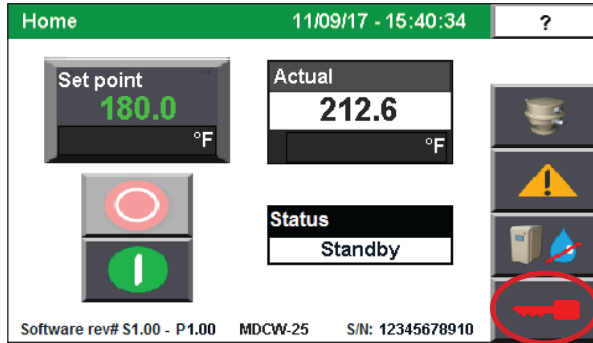 Home 11/09/17 - 15:40:34 ?
Set point
180.0
°F
Actual
212.6
°F
Status
Standby
Software rev# S1.00 - P1.00 MDCW-25 S/N: 12345678910